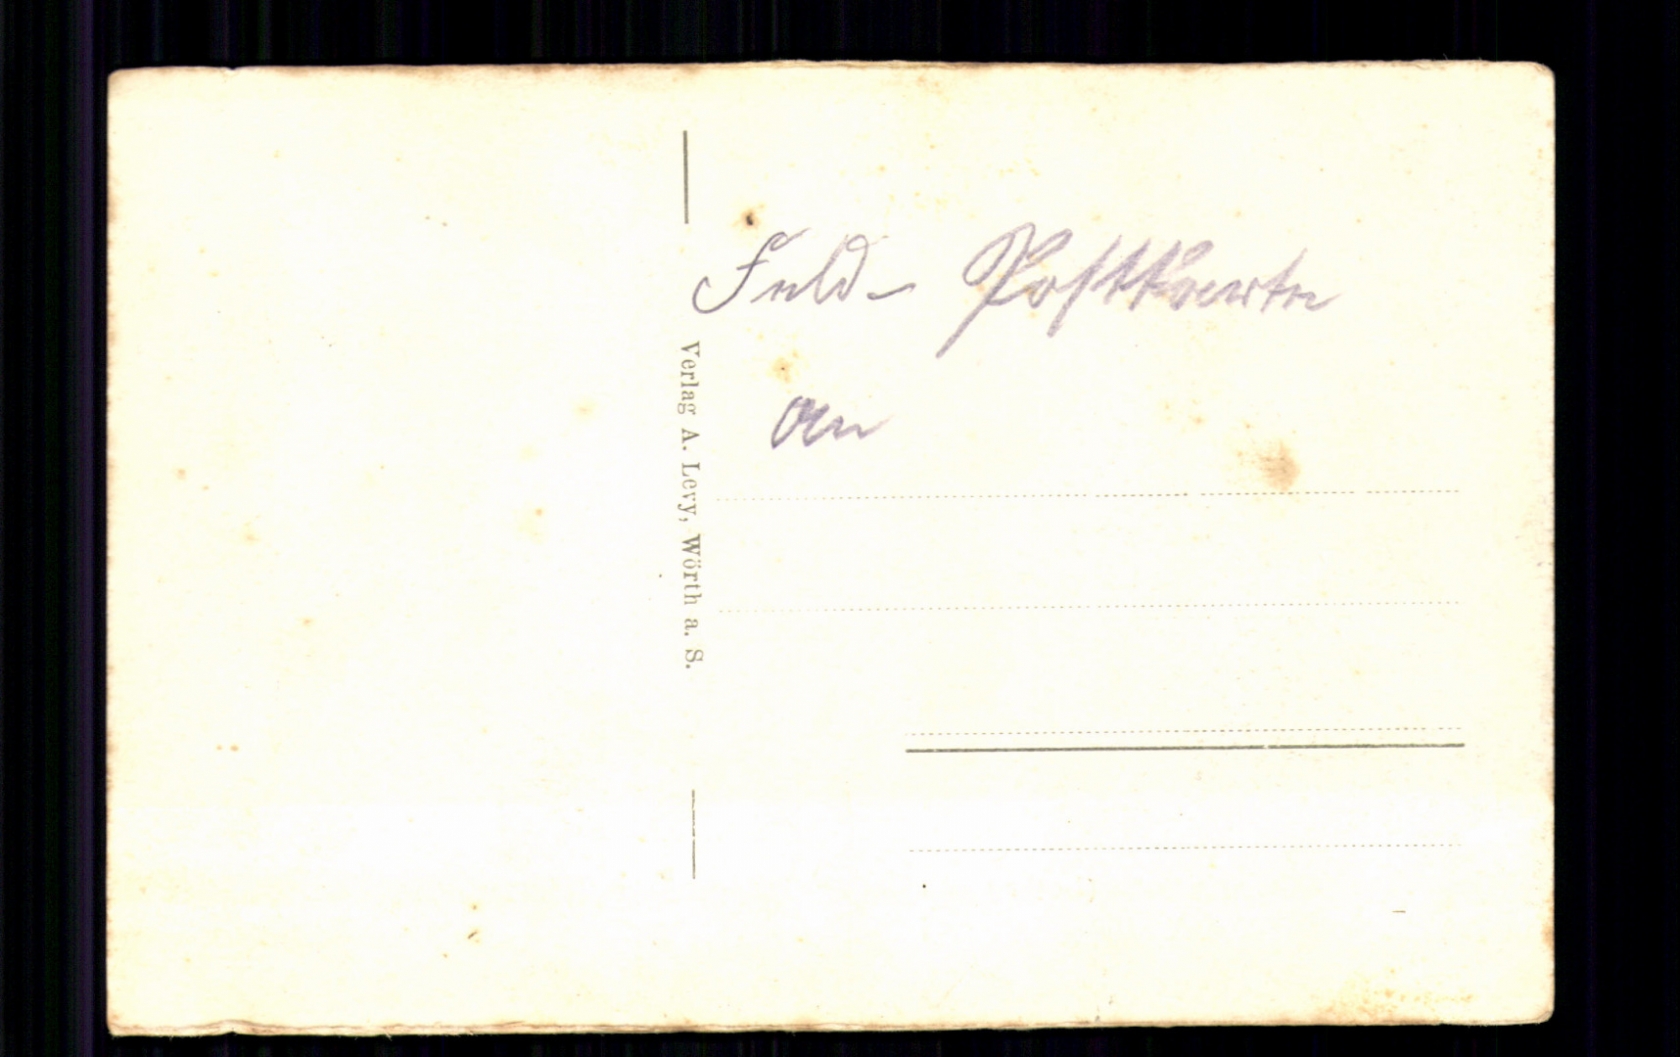 Feld- Postkarte
An
Verlag A. Levy, Wörth a. S.